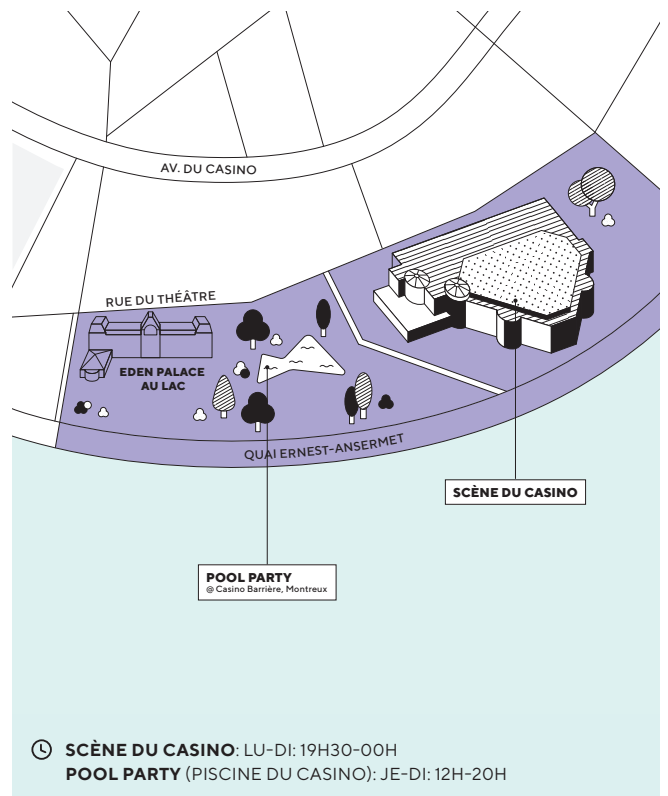 AV. DU CASINO
RUE DU THÉÂTRE
EDEN PALACE
AU LAC
QUAI ERNEST-ANSERMET
SCÈNE DU CASINO
POOL PARTY
@ Casino Barrière, Montreux
SCÈNE DU CASINO: LU-DI: 19H30-00H
POOL PARTY (PISCINE DU CASINO): JE-DI: 12H-20H